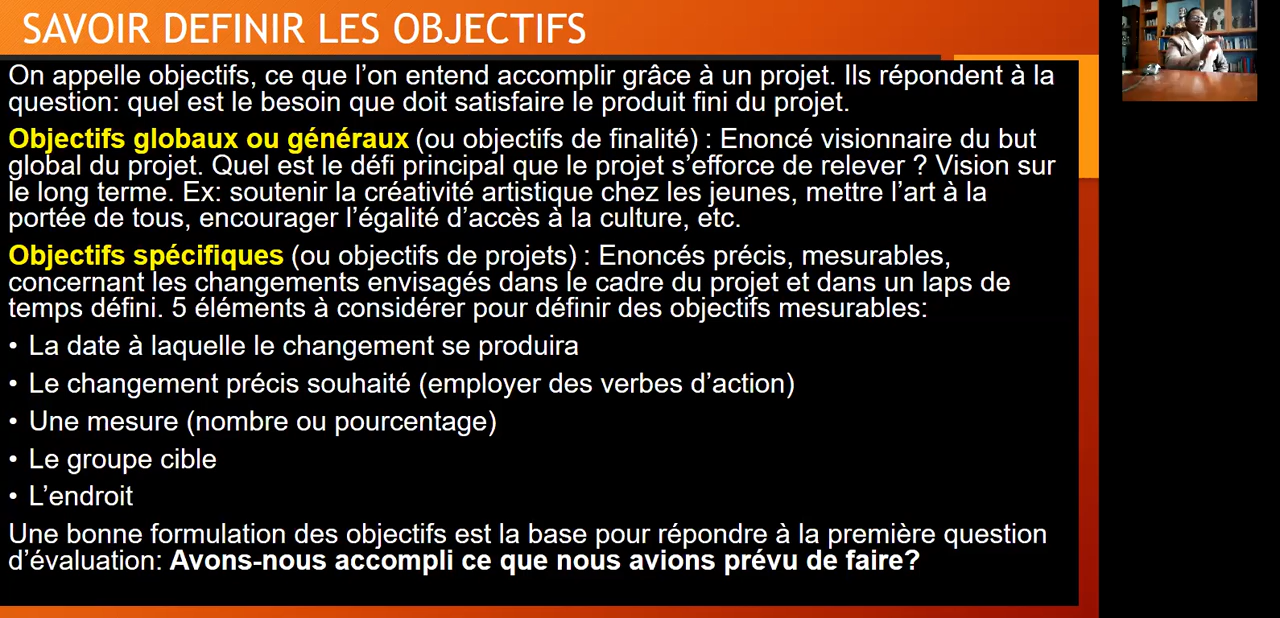 SAVOIR DEFINIR LES OBJECTIFS
On appelle objectifs, ce que l’on entend accomplir grâce à un projet. Ils répondent à la
question: quel est le besoin que doit satisfaire le produit fini du projet.
Objectifs globaux ou généraux (ou objectifs de finalité) : Enoncé visionnaire du but
global du projet. Quel est le défi principal que le projet s’efforce de relever ? Vision sur
le long terme. Ex: soutenir la créativité artistique chez les jeunes, mettre l’art à la
portée de tous, encourager l’égalité d’accès à la culture, etc.
Objectifs spécifiques (ou objectifs de projets) : Enoncés précis, mesurables,
concernant les changements envisagés dans le cadre du projet et dans un laps de
temps défini. 5 éléments à considérer pour définir des objectifs mesurables:
• La date à laquelle le changement se produira
• Le changement précis souhaité (employer des verbes d’action)
• Une mesure (nombre ou pourcentage)
• Le groupe cible
• L’endroit
Une bonne formulation des objectifs est la base pour répondre à la première question
d’évaluation: Avons-nous accompli ce que nous avions prévu de faire?